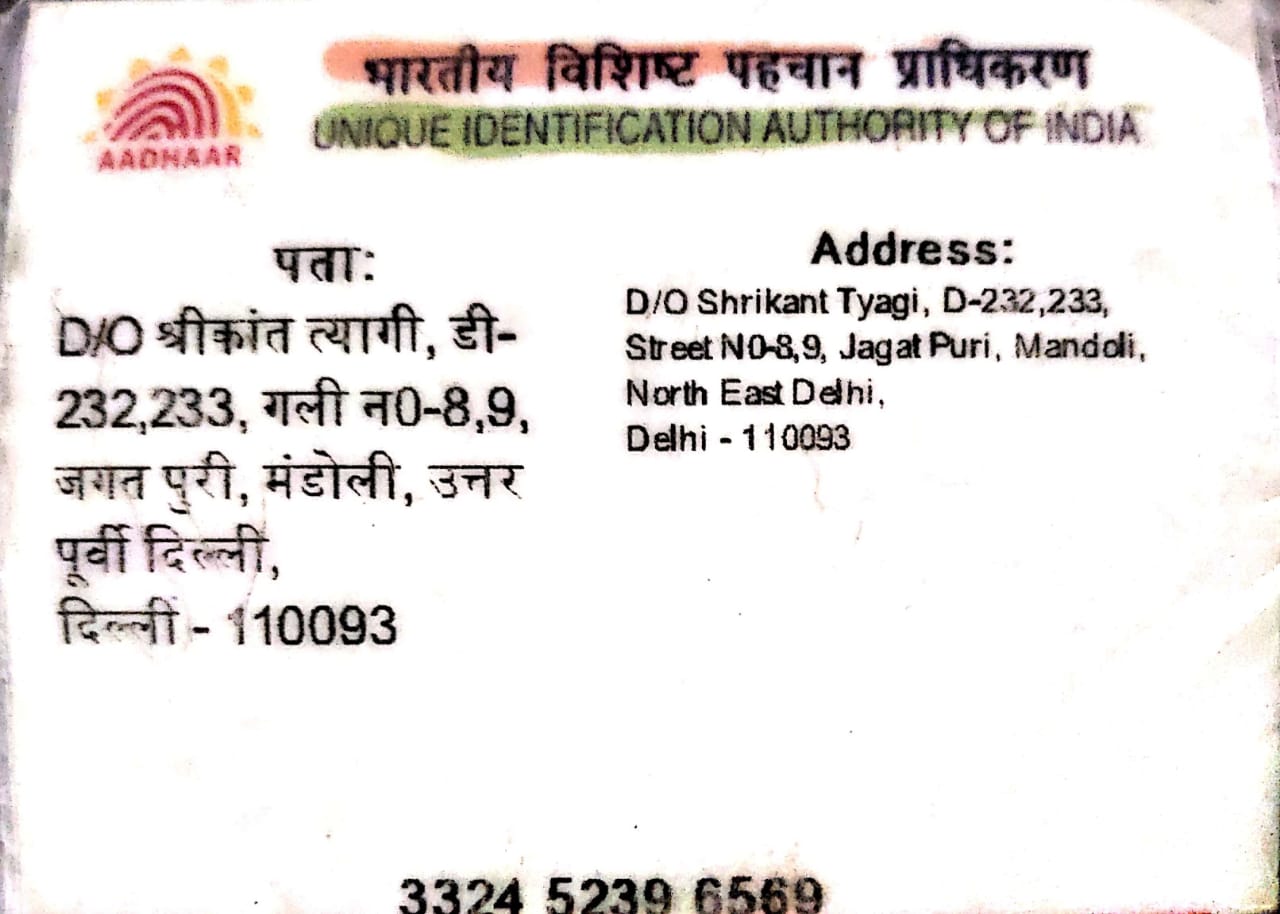 AADHAAR
भारतीय विशिष्ट पहचान प्राधिकरण
UNIQUE IDENTIFICATION AUTHORITY OF INDIA
पता:
D/O श्रीकांत त्यागी, डी-
232,233, गली न0-8,9,
जगत पुरी, मंडोली, उत्तर
पूर्वी दिल्ली,
दिल्ली - 110093
Address:
D/O Shrikant Tyagi, D-232,233,
Street N0-8,9, Jagat Puri, Mandoli,
North East Delhi,
Delhi - 110093
3324 5239 6569